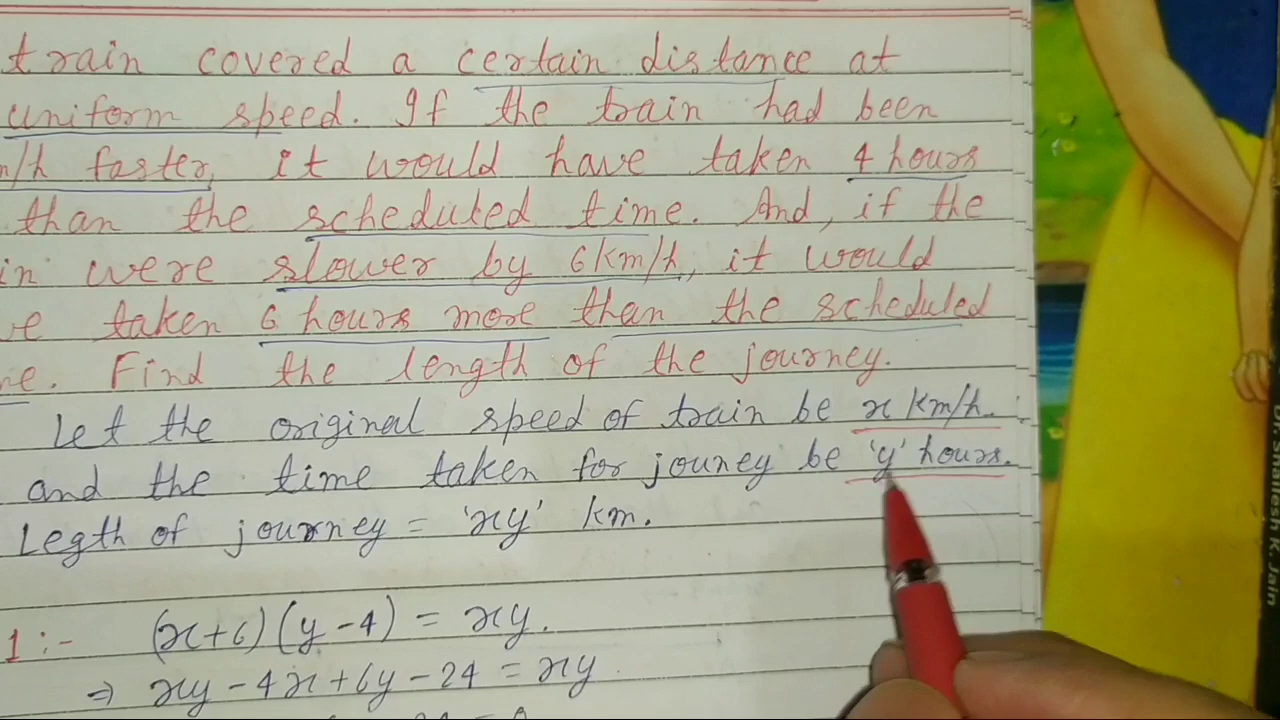 train covered a certain distance at
uniform speed. If the train had been
m/h faster, it would have taken 4 hours
than the scheduled time. And, if the
in were slower by 6km/h, it would
ve taken 6 hours more than the scheduled
ne. Find the length of the journey.
Let the original speed of train be x km/h.
and the time taken for jouney be 'y' hours.
Legth of journey = 'xy' km.
1 :- (x+6)(y-4) = xy.
⇒ xy - 4x + 6y - 24 = xy
Shailesh K. Jain